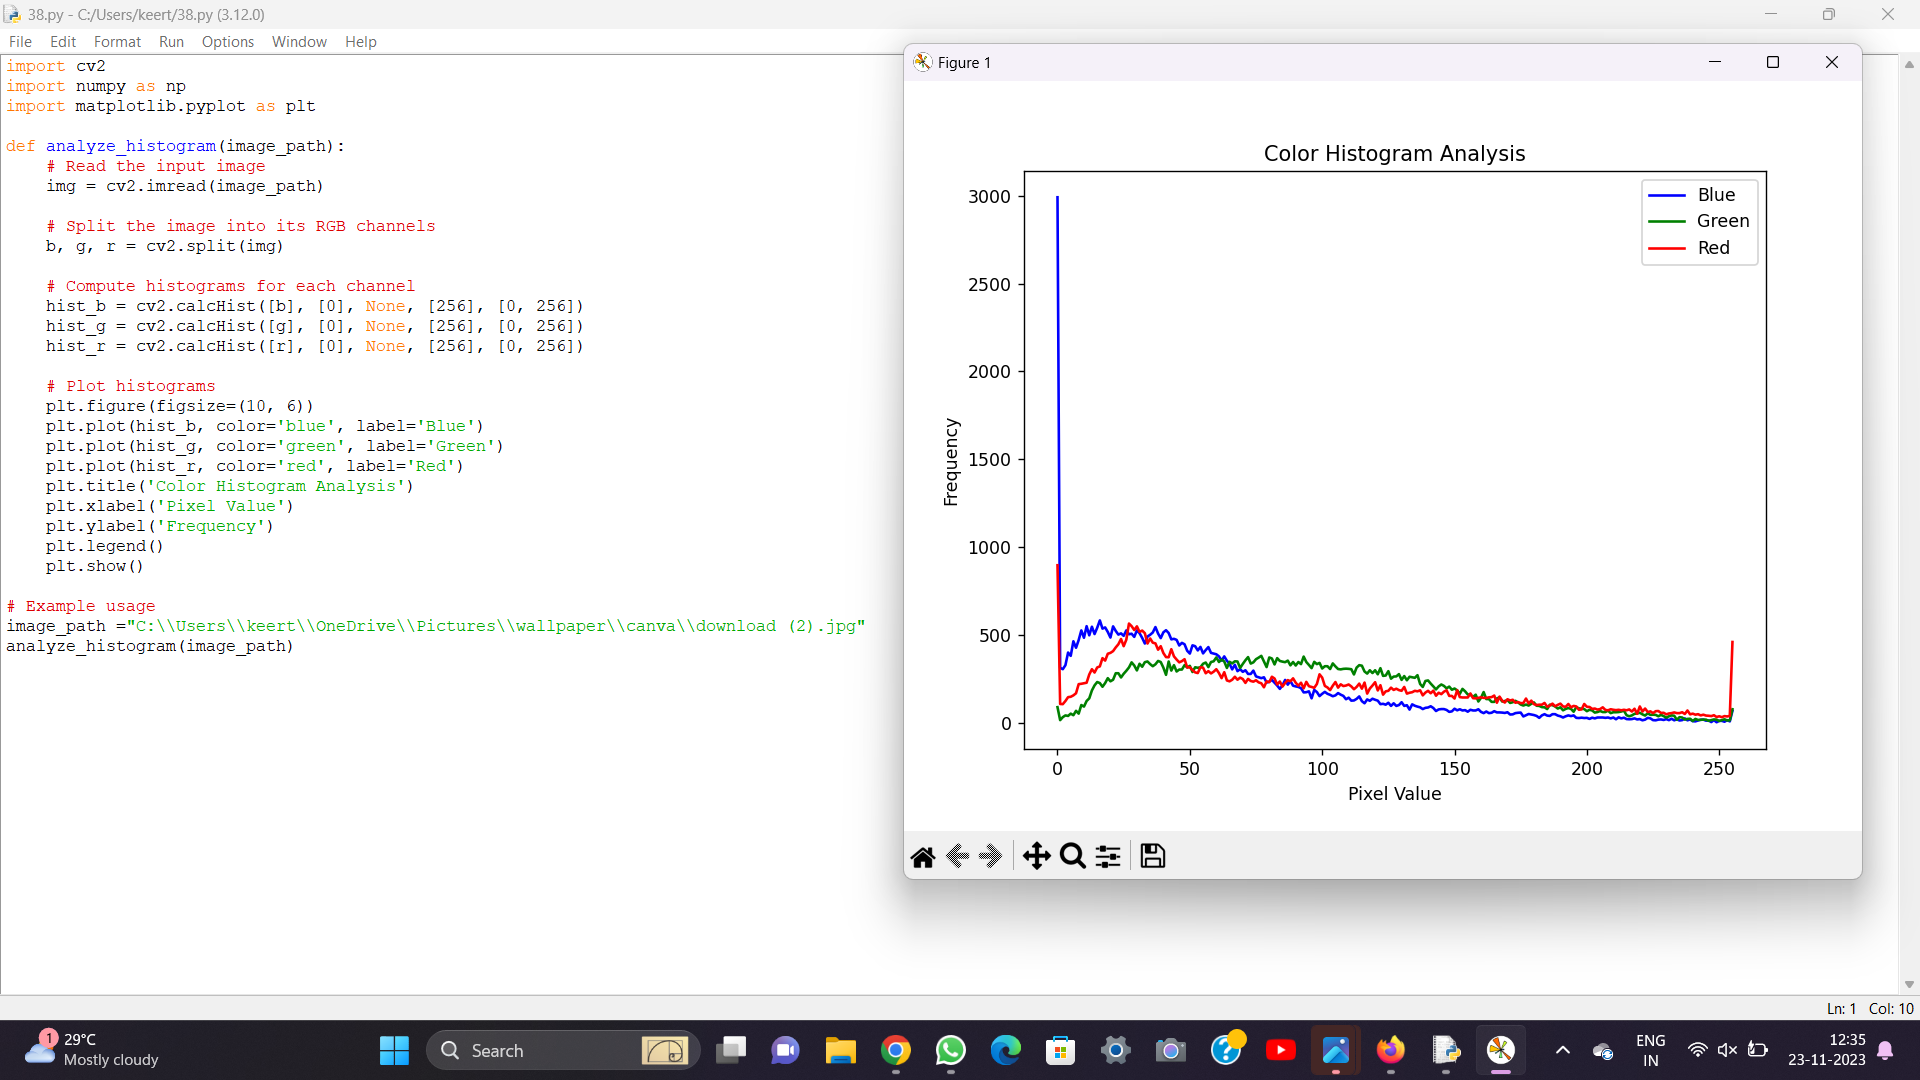 38.py - C:/Users/keert/38.py (3.12.0)
File Edit Format Run Options Window Help
import cv2
import numpy as np
import matplotlib.pyplot as plt
def analyze_histogram(image_path):
# Read the input image
img = cv2.imread(image_path)
# Split the image into its RGB channels
b, g, r = cv2.split(img)
# Compute histograms for each channel
hist_b = cv2.calcHist([b], [0], None, [256], [0, 256])
hist_g = cv2.calcHist([g], [0], None, [256], [0, 256])
hist_r = cv2.calcHist([r], [0], None, [256], [0, 256])
# Plot histograms
plt.figure(figsize=(10, 6))
plt.plot(hist_b, color='blue', label='Blue')
plt.plot(hist_g, color='green', label='Green')
plt.plot(hist_r, color='red', label='Red')
plt.title('Color Histogram Analysis')
plt.xlabel('Pixel Value')
plt.ylabel('Frequency')
plt.legend()
plt.show()
# Example usage
image_path ="C:\\Users\\keert\\OneDrive\\Pictures\\wallpaper\\canva\\download (2).jpg"
analyze_histogram(image_path)
Figure 1
Color Histogram Analysis
Blue
Green
Red
Frequency
3000
2500
2000
1500
1000
500
0
0 50 100 150 200 250
Pixel Value
Ln: 1 Col: 10
1
29°C
Mostly cloudy
Search
ENG
IN
12:35
23-11-2023